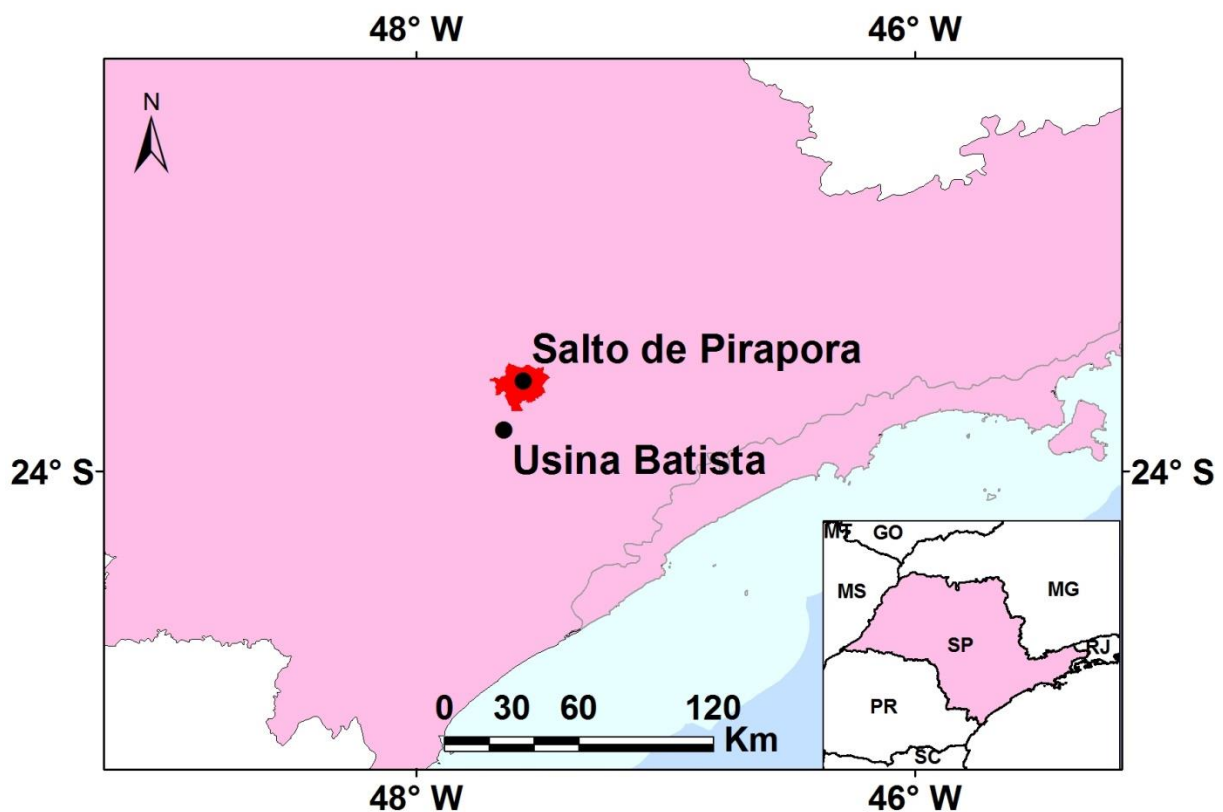 48° W 46° W
N
Salto de Pirapora
Usina Batista
24° S 24° S
MT GO
MS MG
SP
RJ
PR
SC
0 30 60 120
Km
48° W 46° W